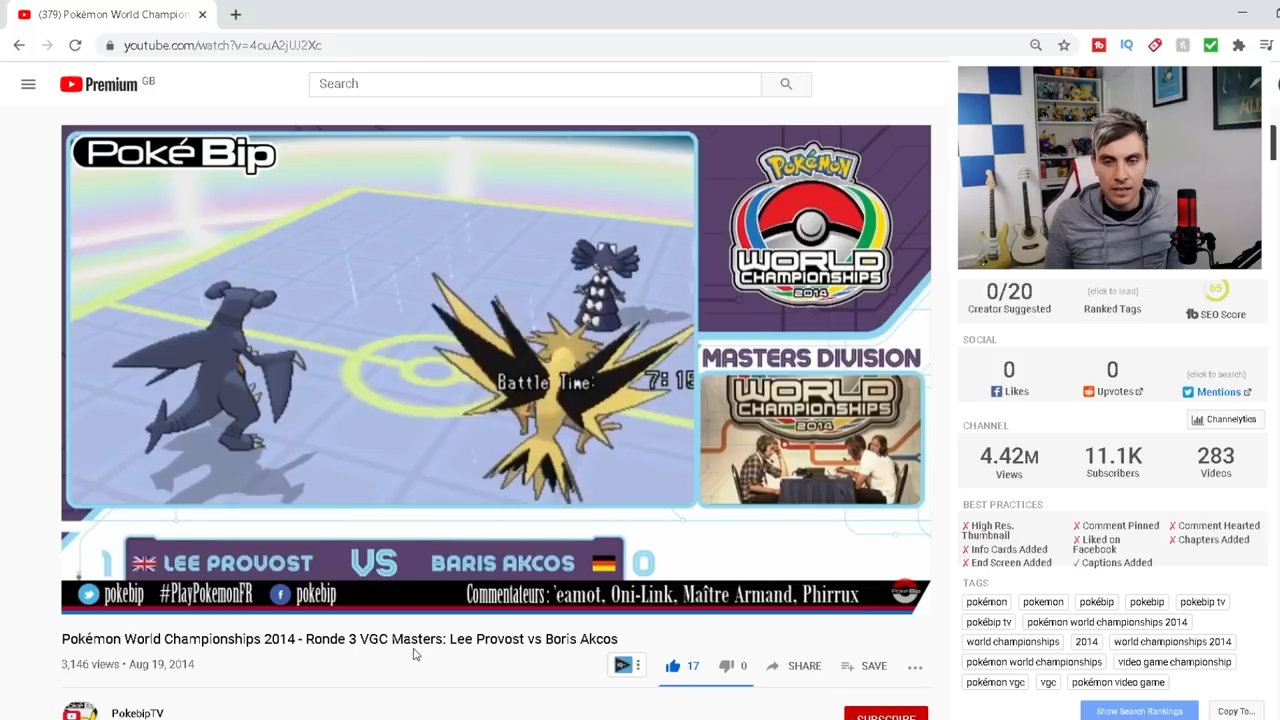 (379) Pokémon World Champion
youtube.com/watch?v=4ouA2jUJ2Xc
Premium GB
Search
Poké Bip
POKÉMON
WORLD
CHAMPIONSHIPS
2014
MASTERS DIVISION
WORLD
CHAMPIONSHIPS
2014
Battle Time: 7:15
1 LEE PROVOST VS BARIS AKCOS 0
pokebip #PlayPokemonFR pokebip Commentateurs: 'eamot, Oni-Link, Maître Armand, Phirrux
Pokémon World Championships 2014 - Ronde 3 VGC Masters: Lee Provost vs Boris Akcos
3,146 views • Aug 19, 2014
17 0 SHARE SAVE
PokebipTV
SUBSCRIBE
0/20 (click to load) 65
Creator Suggested Ranked Tags tb SEO Score
SOCIAL
0 0 (click to search)
Likes Upvotes Mentions
CHANNEL Channelytics
4.42M 11.1K 283
Views Subscribers Videos
BEST PRACTICES
X High Res. Thumbnail X Comment Pinned X Comment Hearted
X Liked on Facebook X Chapters Added
X Info Cards Added
X End Screen Added √ Captions Added
TAGS
pokémon pokemon pokébip pokebip pokebip tv
pokébip tv pokémon world championships 2014
world championships 2014 world championships 2014
pokémon world championships video game championship
pokémon vgc vgc pokémon video game
Show Search Rankings Copy To...